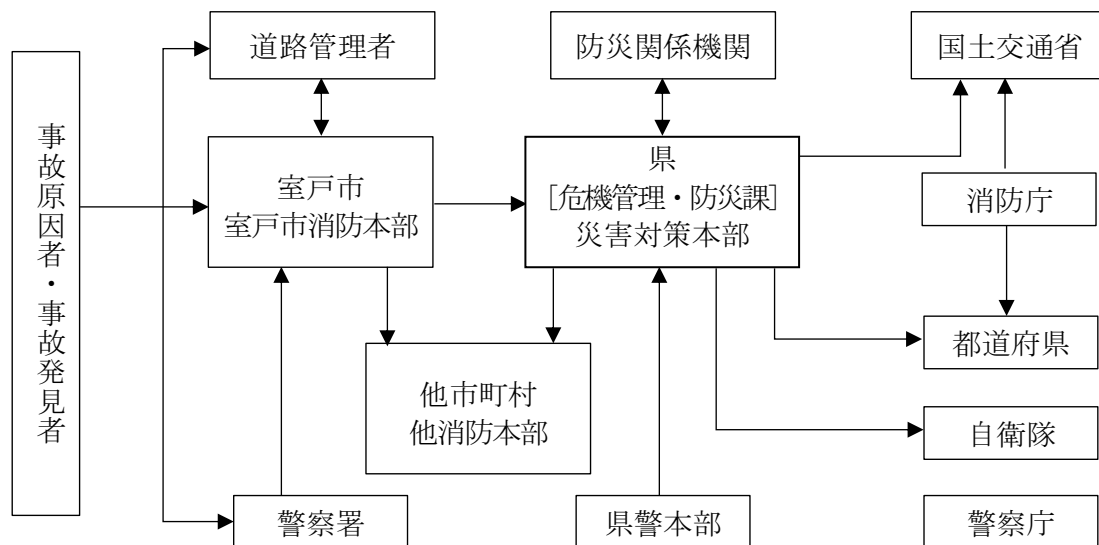 道路管理者
防災関係機関
国土交通省
事故原因者・事故発見者
室戸市
室戸市消防本部
県
[危機管理・防災課]
災害対策本部
消防庁
都道府県
他市町村
他消防本部
自衛隊
警察署
県警本部
警察庁